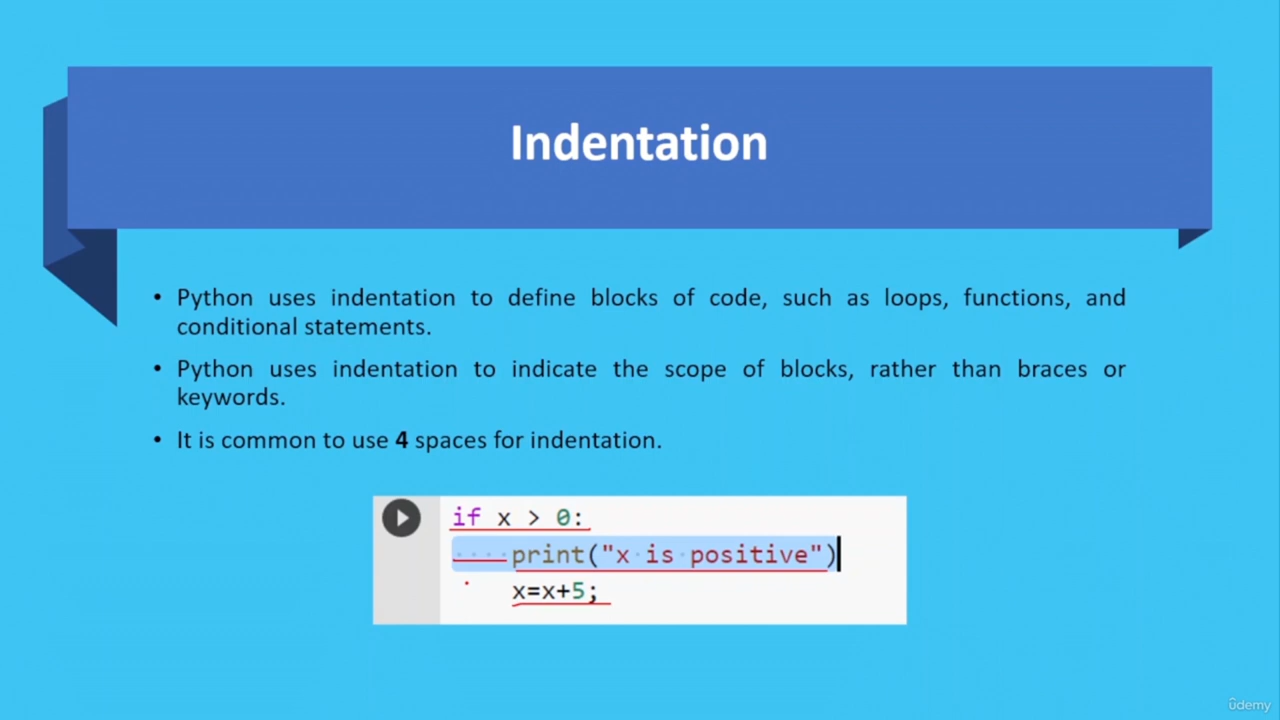 Indentation
• Python uses indentation to define blocks of code, such as loops, functions, and
conditional statements.
• Python uses indentation to indicate the scope of blocks, rather than braces or
keywords.
• It is common to use 4 spaces for indentation.
if x > 0:
····print("x·is·positive")
    x=x+5;
ûdemy